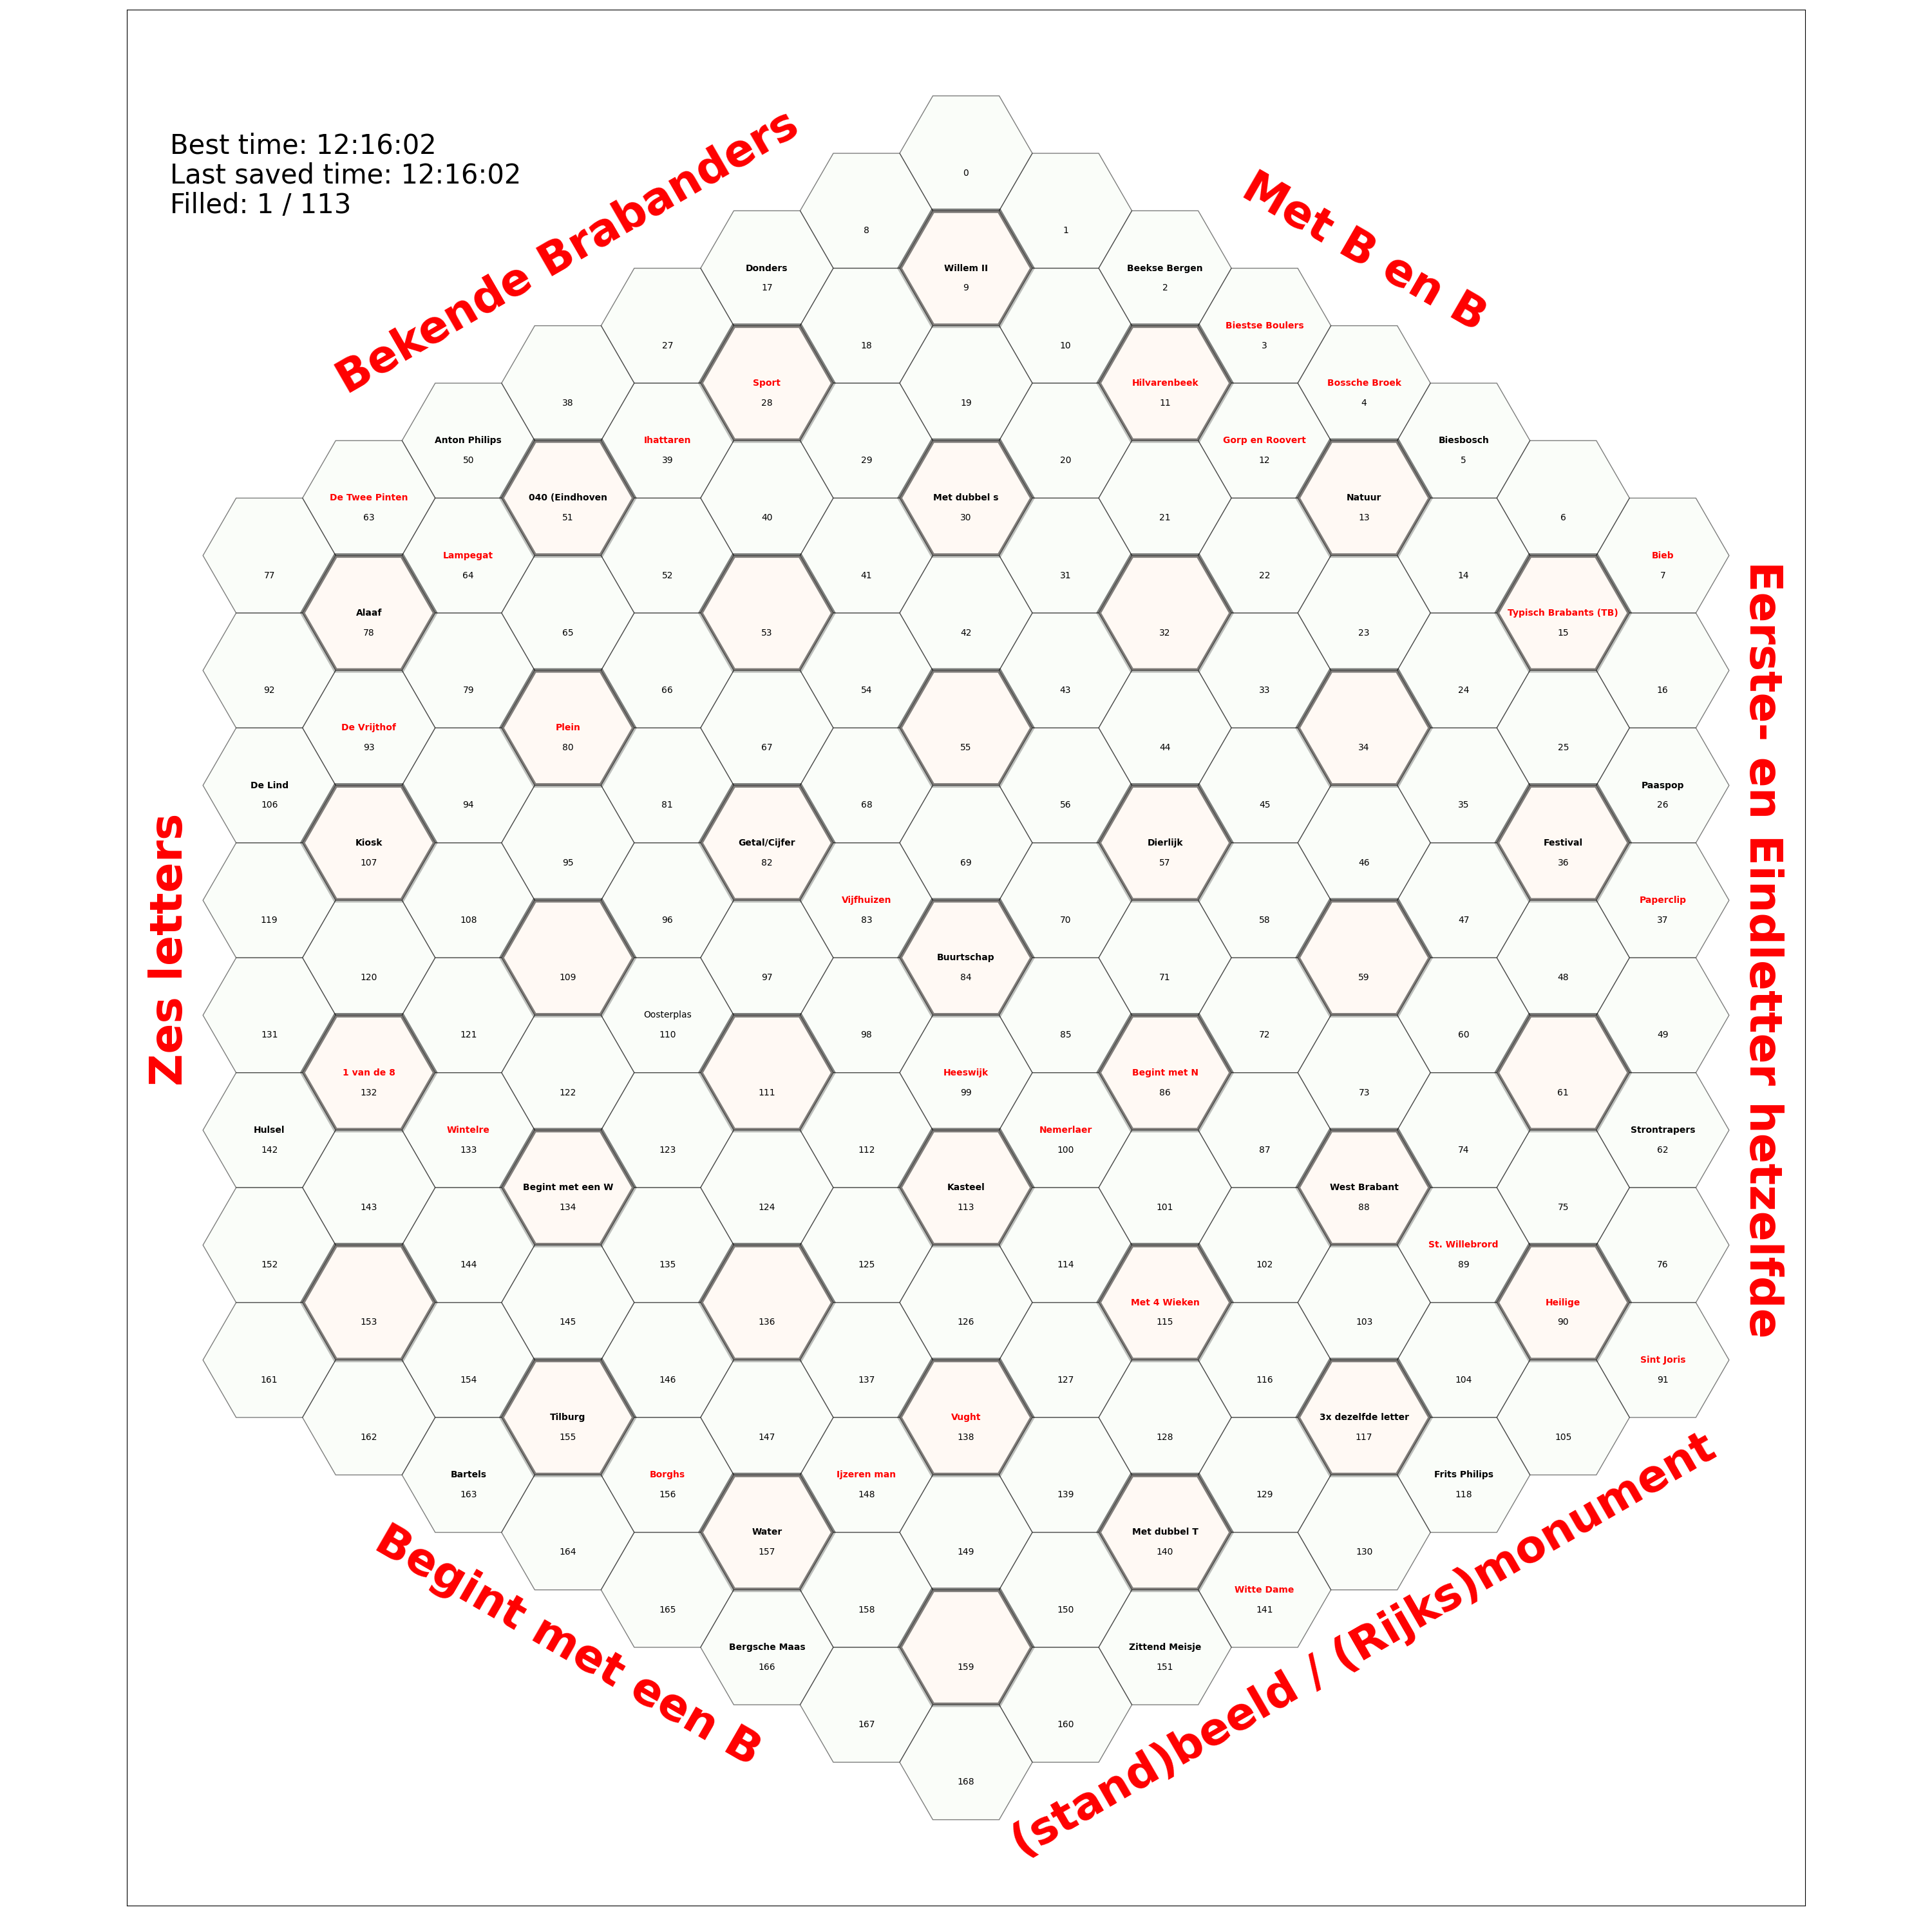 Best time: 12:16:02
Last saved time: 12:16:02
Filled: 1 / 113
Bekende Brabanders
Met B en B
Eerste- en Eindletter hetzelfde
(stand)beeld / (Rijks)monument
Begint met een B
Zes letters
0
8
1
Donders
17
Willem II
9
Beekse Bergen
2
27
18
10
Biestse Boulers
3
38
Sport
28
19
Hilvarenbeek
11
Bossche Broek
4
Anton Philips
50
Ihattaren
39
29
20
Gorp en Roovert
12
Biesbosch
5
De Twee Pinten
63
040 (Eindhoven
51
40
Met dubbel s
30
21
Natuur
13
6
77
Lampegat
64
52
41
31
22
14
Bieb
7
Alaaf
78
65
53
42
32
23
Typisch Brabants (TB)
15
92
79
66
54
43
33
24
16
De Vrijthof
93
Plein
80
67
55
44
34
25
De Lind
106
94
81
68
56
45
35
Paaspop
26
Kiosk
107
95
Getal/Cijfer
82
69
Dierlijk
57
46
Festival
36
119
108
96
Vijfhuizen
83
70
58
47
Paperclip
37
120
109
97
Buurtschap
84
71
59
48
131
121
Oosterplas
110
98
85
72
60
49
1 van de 8
132
122
111
Heeswijk
99
Begint met N
86
73
61
Hulsel
142
Wintelre
133
123
112
Nemerlaer
100
87
74
Strontrapers
62
143
Begint met een W
134
124
Kasteel
113
101
West Brabant
88
75
152
144
135
125
114
102
St. Willebrord
89
76
153
145
136
126
Met 4 Wieken
115
103
Heilige
90
161
154
146
137
127
116
104
Sint Joris
91
162
Tilburg
155
147
Vught
138
128
3x dezelfde letter
117
105
Bartels
163
Borghs
156
Ijzeren man
148
139
129
Frits Philips
118
164
Water
157
149
Met dubbel T
140
130
165
158
150
Witte Dame
141
Bergsche Maas
166
159
Zittend Meisje
151
167
160
168